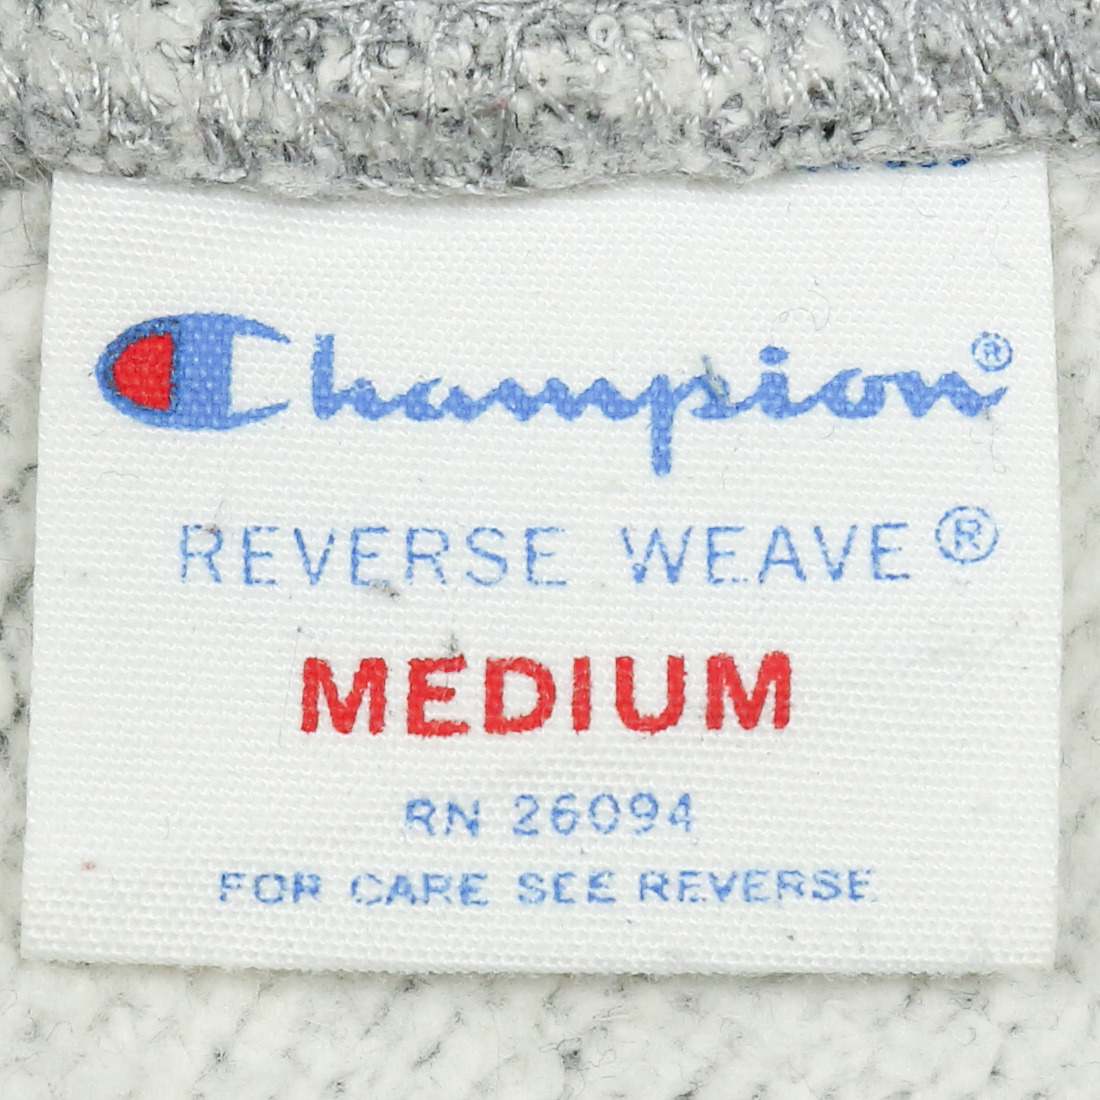 Champion®
REVERSE WEAVE®
MEDIUM
RN 26094
FOR CARE SEE REVERSE